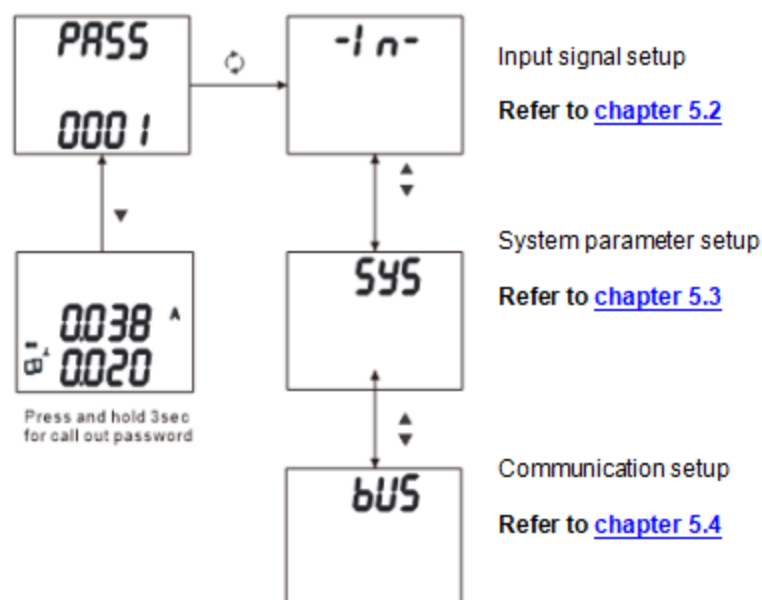 PASS
0001
-In-
Input signal setup
Refer to chapter 5.2
SYS
System parameter setup
Refer to chapter 5.3
0.038 A
0.020
Press and hold 3sec
for call out password
bUS
Communication setup
Refer to chapter 5.4